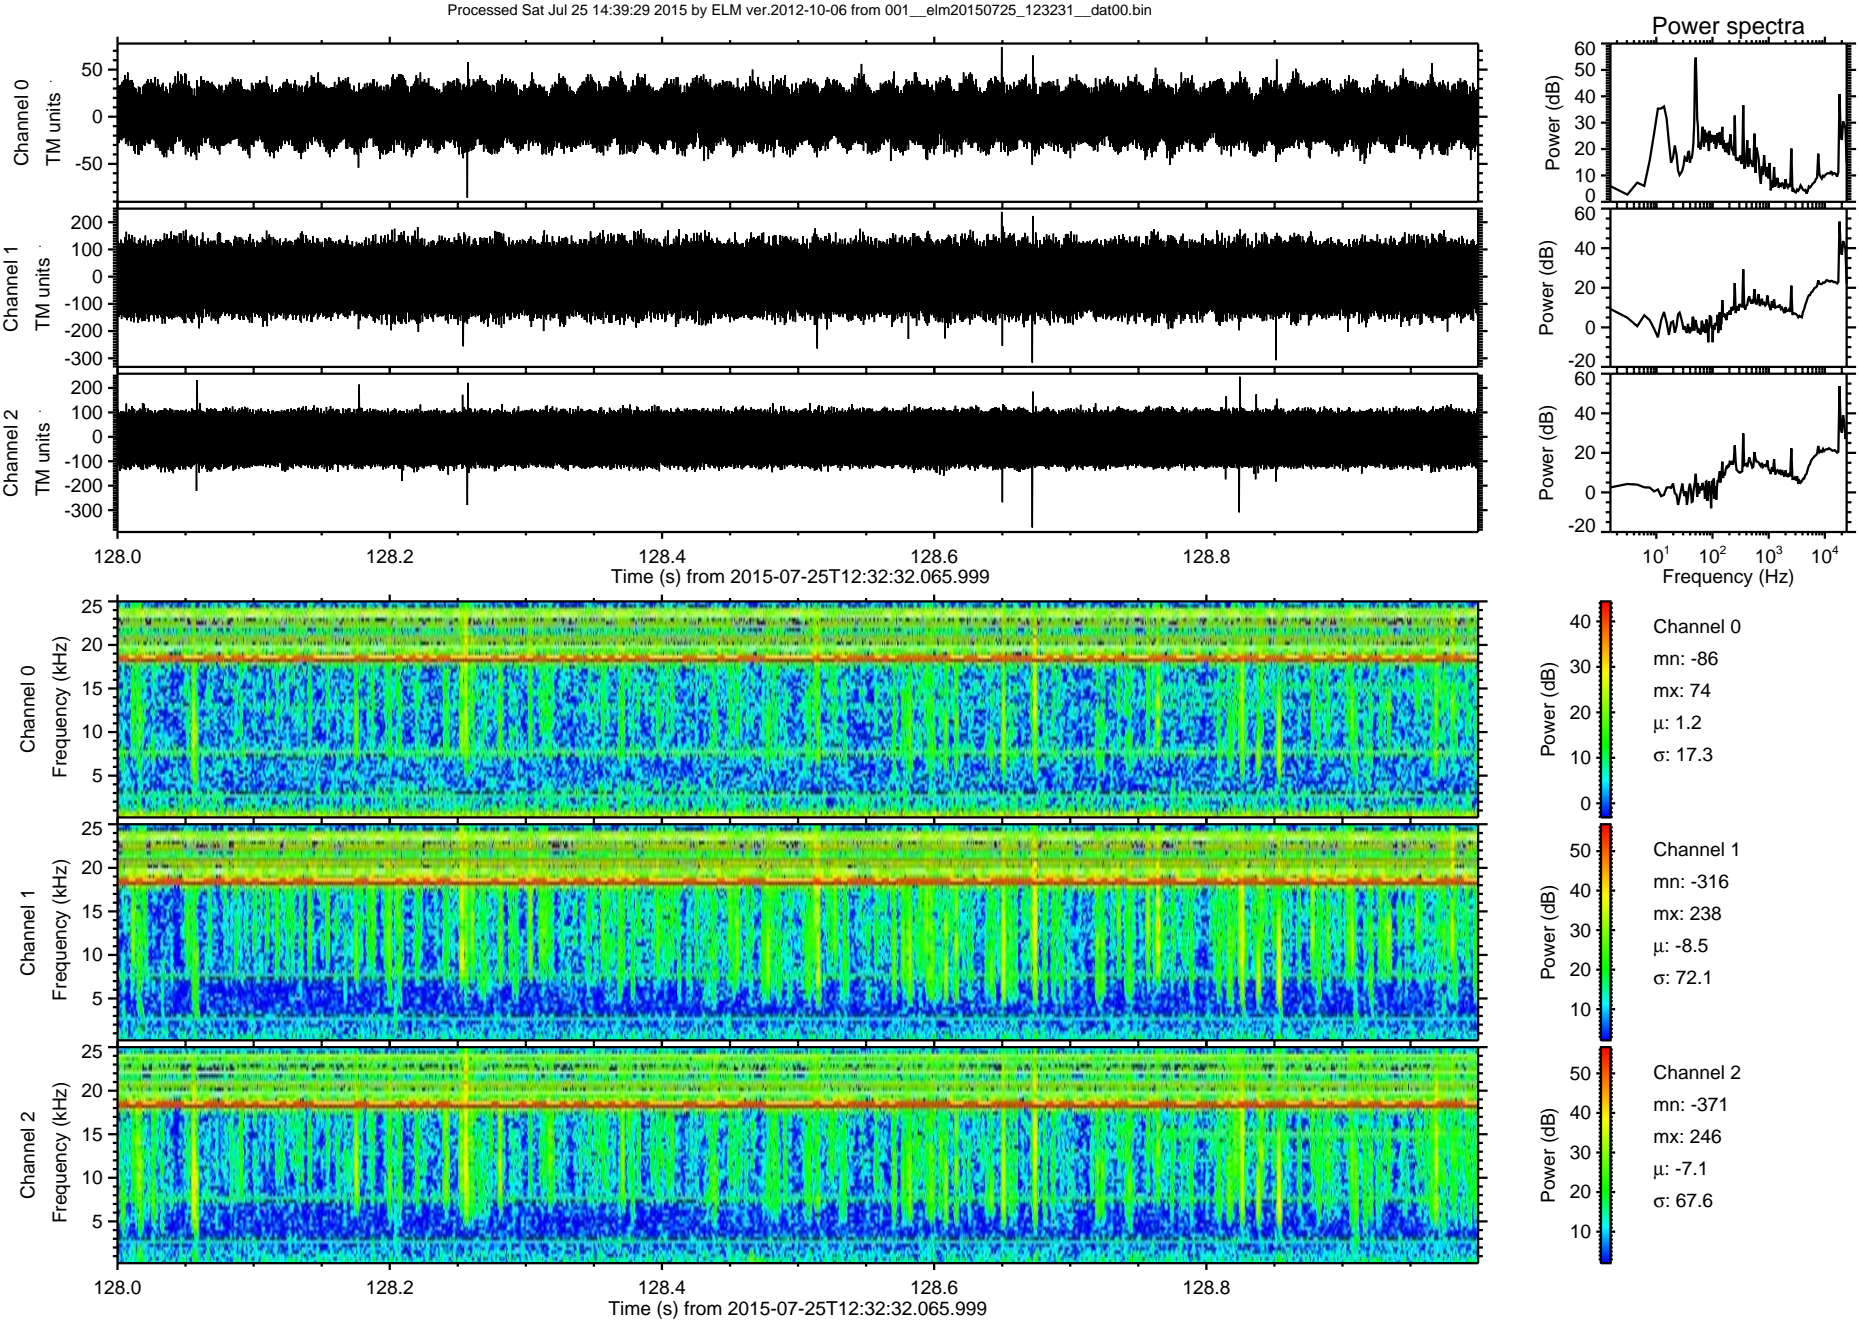 Processed Sat Jul 25 14:39:29 2015 by ELM ver.2012-10-06 from 001__elm20150725_123231__dat00.bin
Power spectra
Channel 0
TM units
50
0
-50
Power (dB)
60
50
40
30
20
10
0
Channel 1
TM units
200
100
0
-100
-200
-300
Power (dB)
60
40
20
0
-20
Channel 2
TM units
200
100
0
-100
-200
-300
Power (dB)
60
40
20
0
-20
128.0 128.2 128.4 128.6 128.8
Time (s) from 2015-07-25T12:32:32.065.999
10^1 10^2 10^3 10^4
Frequency (Hz)
Channel 0
Frequency (kHz)
25
20
15
10
5
Power (dB)
40
30
20
10
0
Channel 0
mn: -86
mx: 74
μ: 1.2
σ: 17.3
Channel 1
Frequency (kHz)
25
20
15
10
5
Power (dB)
50
40
30
20
10
Channel 1
mn: -316
mx: 238
μ: -8.5
σ: 72.1
Channel 2
Frequency (kHz)
25
20
15
10
5
Power (dB)
50
40
30
20
10
Channel 2
mn: -371
mx: 246
μ: -7.1
σ: 67.6
128.0 128.2 128.4 128.6 128.8
Time (s) from 2015-07-25T12:32:32.065.999